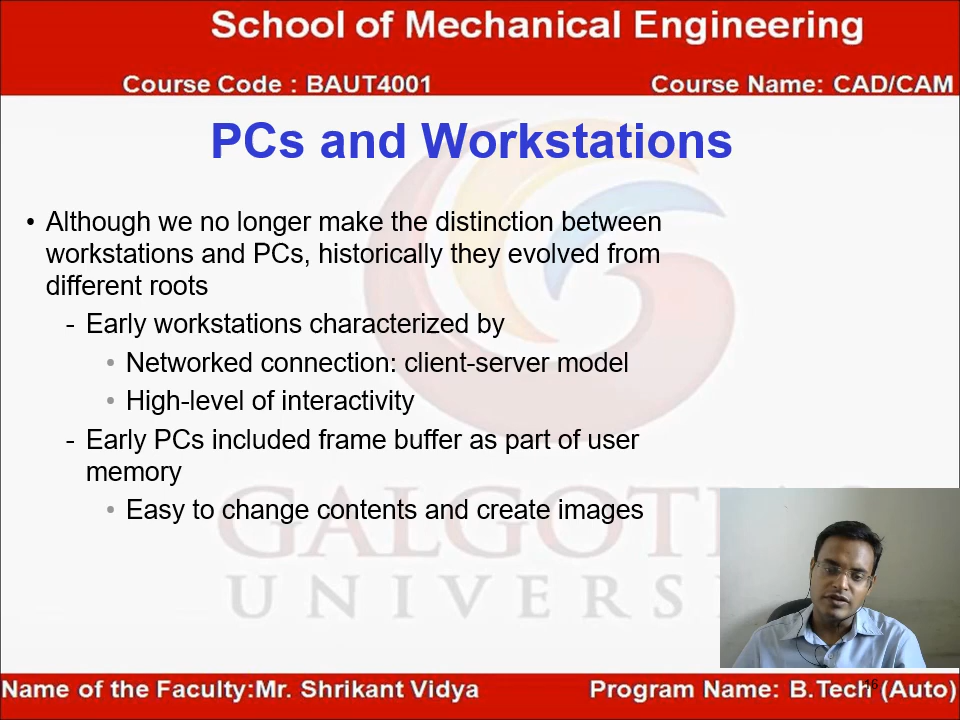 School of Mechanical Engineering
Course Code : BAUT4001 Course Name: CAD/CAM
PCs and Workstations
• Although we no longer make the distinction between
workstations and PCs, historically they evolved from
different roots
- Early workstations characterized by
• Networked connection: client-server model
• High-level of interactivity
- Early PCs included frame buffer as part of user
memory
• Easy to change contents and create images
GALGOTIAS
UNIVERSITY
Name of the Faculty:Mr. Shrikant Vidya Program Name: B.Tech (Auto)
16